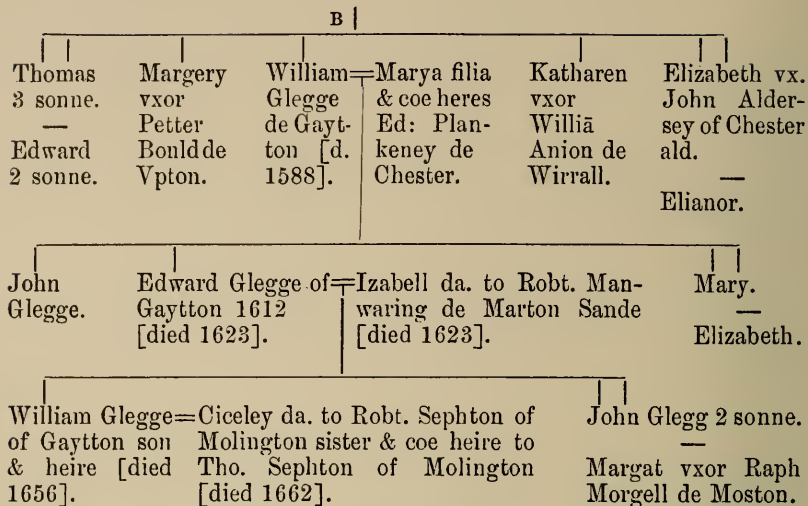 B
Thomas
3 sonne.
—
Edward
2 sonne.
Margery
vxor
Petter
Bonld de
Vpton.
William
Glegge
de Gayt-
ton [d.
1588].
Marya filia
& coe heres
Ed: Plan-
keney de
Chester.
Katharen
vxor
Williā
Anion de
Wirrall.
Elizabeth vx.
John Alder-
sey of Chester
ald.
—
Elianor.
John
Glegge.
Edward Glegge of
Gaytton 1612
[died 1623].
Izabell da. to Robt. Man-
waring de Marton Sande
[died 1623].
Mary.
—
Elizabeth.
William Glegge
of Gaytton son
& heire [died
1656].
Ciceley da. to Robt. Sephton of
Molington sister & coe heire to
Tho. Sephton of Molington
[died 1662].
John Glegg 2 sonne.
—
Margat vxor Raph
Morgell de Moston.